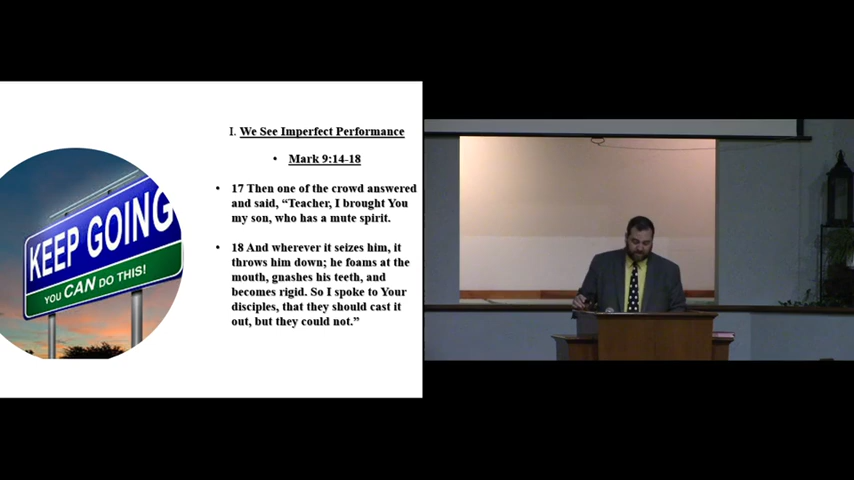 KEEP GOING
YOU CAN DO THIS!
I. We See Imperfect Performance
• Mark 9:14-18
• 17 Then one of the crowd answered
and said, “Teacher, I brought You
my son, who has a mute spirit.
• 18 And wherever it seizes him, it
throws him down; he foams at the
mouth, gnashes his teeth, and
becomes rigid. So I spoke to Your
disciples, that they should cast it
out, but they could not.”